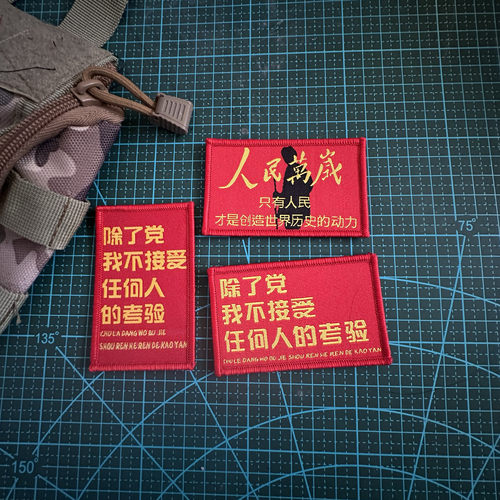 人民萬歲
只有人民
才是创造世界历史的动力
除了党
我不接受
任何人
的考验
CHU LE DANG WO BU JIE
SHOU REN HE REN DE KAO YAN
除了党
我不接受
任何人的考验
CHU LE DANG WO BU JIE SHOU REN HE REN DE KAO YAN
75°
135°
150°